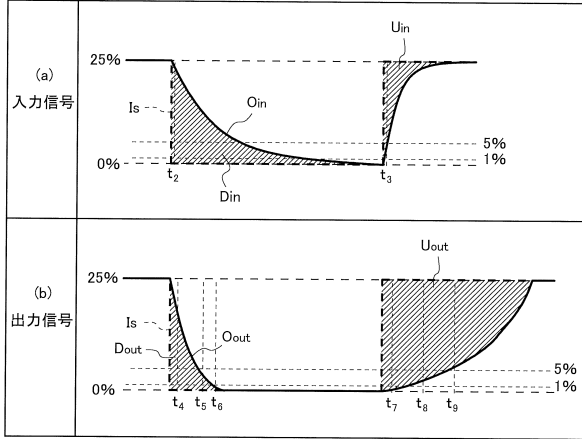 (a)
入力信号
25%
Is
Oin
Uin
5%
1%
0%
t2
Din
t3
(b)
出力信号
25%
Is
Dout
Oout
Uout
5%
1%
0%
t4
t5
t6
t7
t8
t9